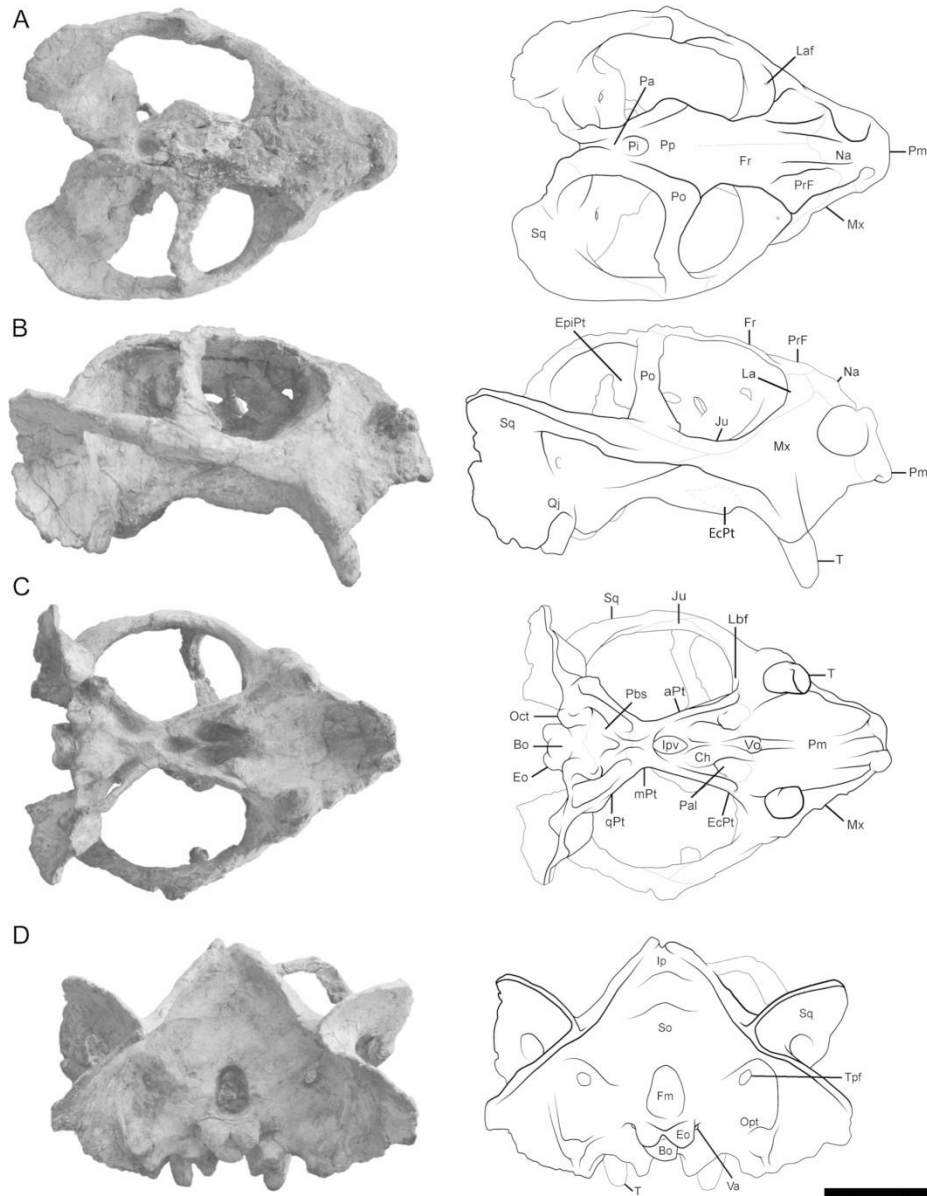 A
Laf
Pa
Pi
Pp
Fr
Na
Pm
Po
PrF
Mx
Sq
B
EpiPt
Fr
PrF
Po
La
Na
Sq
Ju
Mx
Pm
Qj
EcPt
T
C
Sq
Ju
Lbf
T
Pbs
aPt
Oct
Bo
Ipv
Ch
Vo
Pm
Eo
mPt
Pal
EcPt
Mx
qPt
D
Ip
So
Sq
Tpf
Fm
Opt
Eo
Bo
T
Va